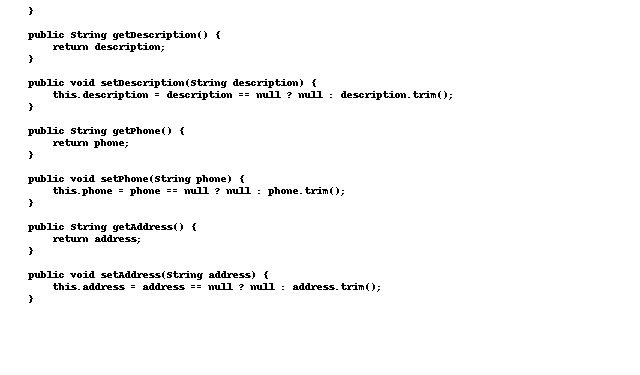 }
public String getDescription() {
return description;
}
public void setDescription(String description) {
this.description = description == null ? null : description.trim();
}
public String getPhone() {
return phone;
}
public void setPhone(String phone) {
this.phone = phone == null ? null : phone.trim();
}
public String getAddress() {
return address;
}
public void setAddress(String address) {
this.address = address == null ? null : address.trim();
}